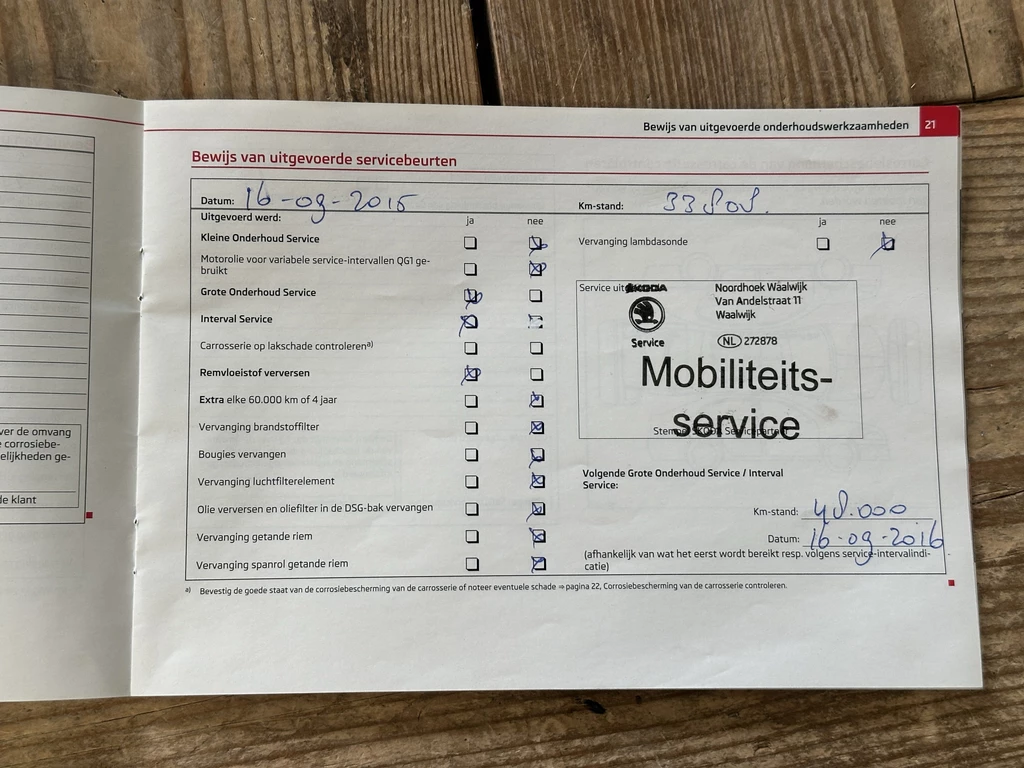 Bewijs van uitgevoerde onderhoudswerkzaamheden 21
ver de omvang
corrosiebe-
elijkheden ge-
de klant
Bewijs van uitgevoerde servicebeurten
Datum: 16-09-2015
Km-stand: 33808.
Uitgevoerd werd: ja nee
ja nee
Kleine Onderhoud Service
Vervanging lambdasonde
Motorolie voor variabele service-intervallen QG1 ge-
bruikt
Grote Onderhoud Service
Interval Service
Carrosserie op lakschade controleren a)
Remvloeistof verversen
Extra elke 60.000 km of 4 jaar
Vervanging brandstoffilter
Bougies vervangen
Vervanging luchtfilterelement
Olie verversen en oliefilter in de DSG-bak vervangen
Vervanging getande riem
Vervanging spanrol getande riem
Service uit
ŠKODA
Service
Noordhoek Waalwijk
Van Andelstraat 11
Waalwijk
NL 272878
Mobiliteits-
service
Volgende Grote Onderhoud Service / Interval
Service:
Km-stand: 48.000
Datum: 16-09-2016
(afhankelijk van wat het eerst wordt bereikt resp. volgens service-intervalindi-
catie)
a) Bevestig de goede staat van de corrosiebescherming van de carrosserie of noteer eventuele schade ⇒ pagina 22, Corrosiebescherming van de carrosserie controleren.